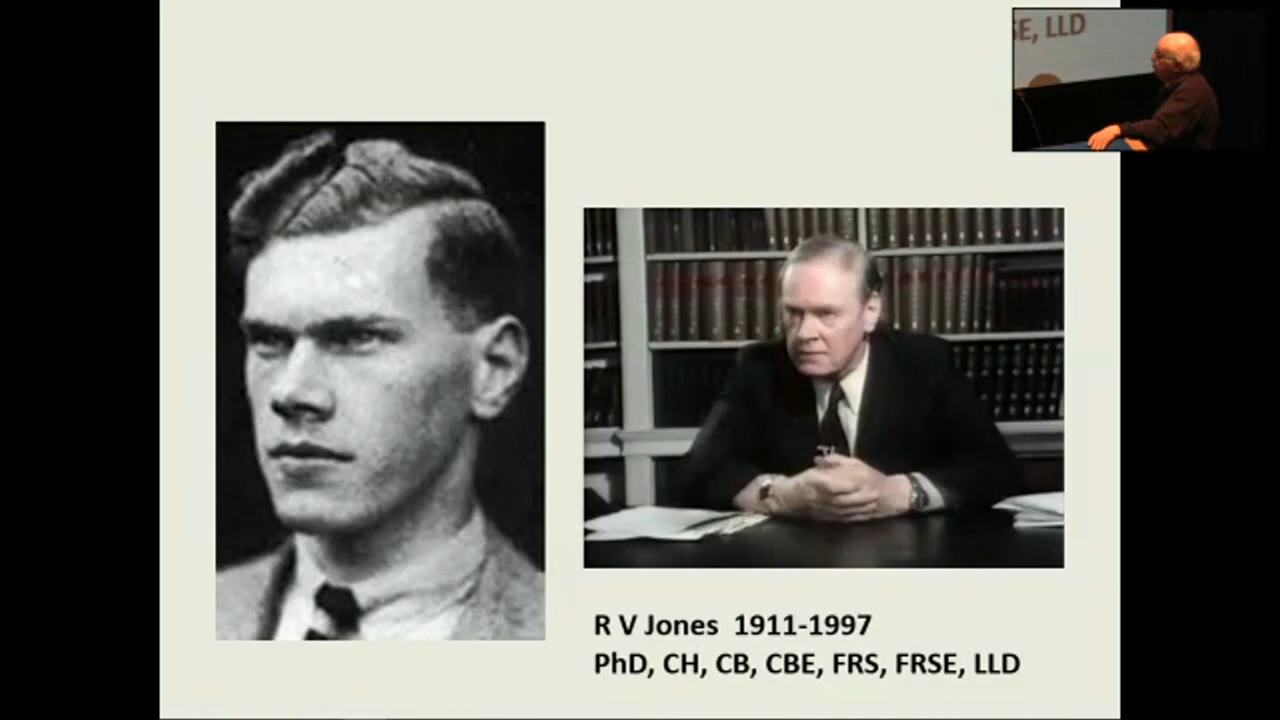 SE, LLD
R V Jones 1911-1997
PhD, CH, CB, CBE, FRS, FRSE, LLD